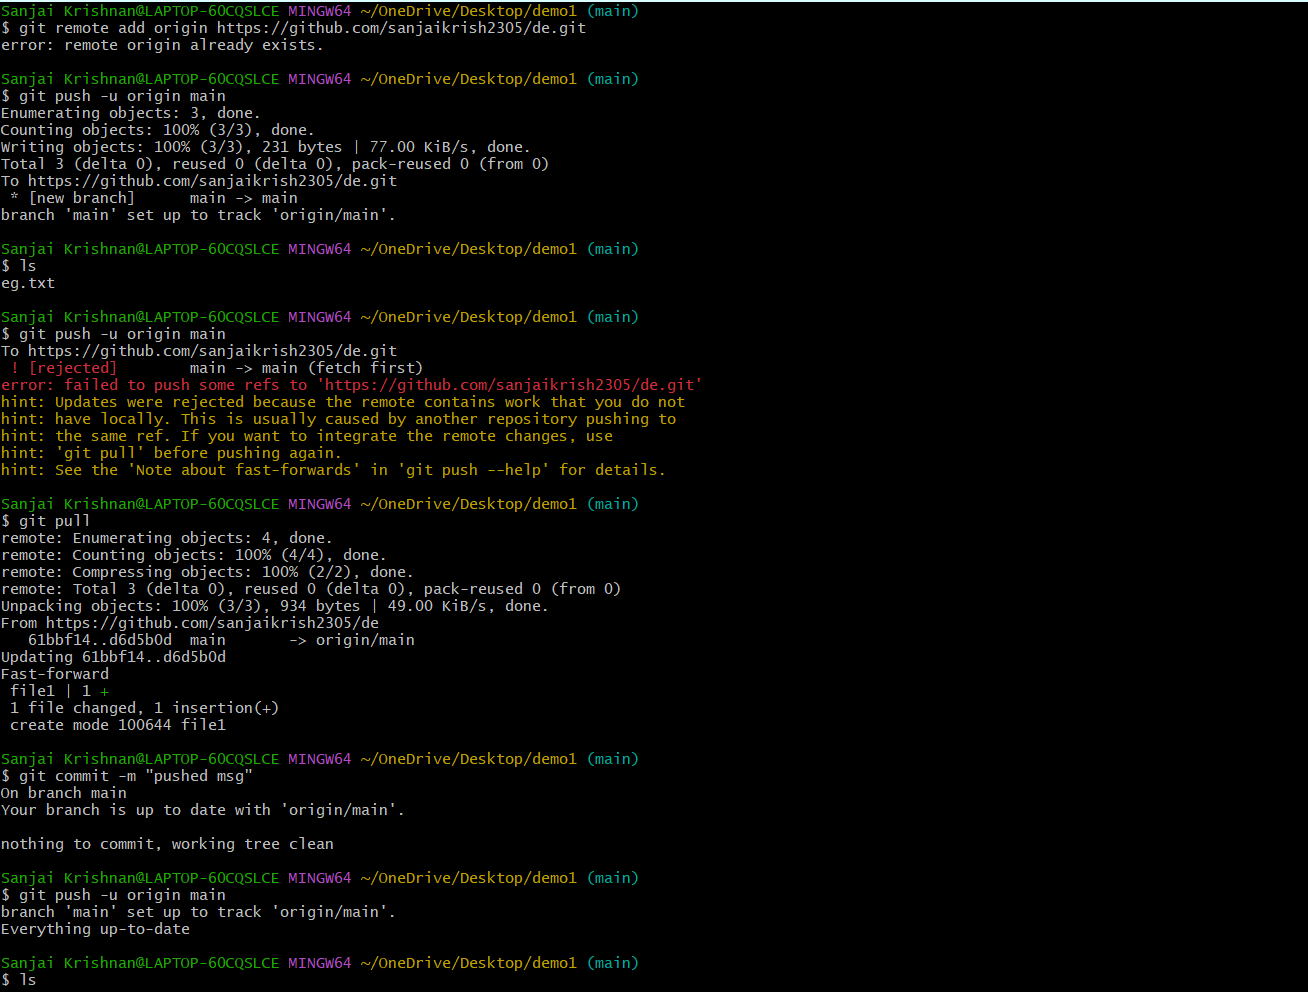 Sanjai Krishnan@LAPTOP-6OCQSLCE MINGW64 ~/OneDrive/Desktop/demo1 (main)
$ git remote add origin https://github.com/sanjaikrish2305/de.git
error: remote origin already exists.

Sanjai Krishnan@LAPTOP-6OCQSLCE MINGW64 ~/OneDrive/Desktop/demo1 (main)
$ git push -u origin main
Enumerating objects: 3, done.
Counting objects: 100% (3/3), done.
Writing objects: 100% (3/3), 231 bytes | 77.00 KiB/s, done.
Total 3 (delta 0), reused 0 (delta 0), pack-reused 0 (from 0)
To https://github.com/sanjaikrish2305/de.git
 * [new branch]      main -> main
branch 'main' set up to track 'origin/main'.

Sanjai Krishnan@LAPTOP-6OCQSLCE MINGW64 ~/OneDrive/Desktop/demo1 (main)
$ ls
eg.txt

Sanjai Krishnan@LAPTOP-6OCQSLCE MINGW64 ~/OneDrive/Desktop/demo1 (main)
$ git push -u origin main
To https://github.com/sanjaikrish2305/de.git
 ! [rejected]        main -> main (fetch first)
error: failed to push some refs to 'https://github.com/sanjaikrish2305/de.git'
hint: Updates were rejected because the remote contains work that you do not
hint: have locally. This is usually caused by another repository pushing to
hint: the same ref. If you want to integrate the remote changes, use
hint: 'git pull' before pushing again.
hint: See the 'Note about fast-forwards' in 'git push --help' for details.

Sanjai Krishnan@LAPTOP-6OCQSLCE MINGW64 ~/OneDrive/Desktop/demo1 (main)
$ git pull
remote: Enumerating objects: 4, done.
remote: Counting objects: 100% (4/4), done.
remote: Compressing objects: 100% (2/2), done.
remote: Total 3 (delta 0), reused 0 (delta 0), pack-reused 0 (from 0)
Unpacking objects: 100% (3/3), 934 bytes | 49.00 KiB/s, done.
From https://github.com/sanjaikrish2305/de
   61bbf14..d6d5b0d  main       -> origin/main
Updating 61bbf14..d6d5b0d
Fast-forward
 file1 | 1 +
 1 file changed, 1 insertion(+)
 create mode 100644 file1

Sanjai Krishnan@LAPTOP-6OCQSLCE MINGW64 ~/OneDrive/Desktop/demo1 (main)
$ git commit -m "pushed msg"
On branch main
Your branch is up to date with 'origin/main'.

nothing to commit, working tree clean

Sanjai Krishnan@LAPTOP-6OCQSLCE MINGW64 ~/OneDrive/Desktop/demo1 (main)
$ git push -u origin main
branch 'main' set up to track 'origin/main'.
Everything up-to-date

Sanjai Krishnan@LAPTOP-6OCQSLCE MINGW64 ~/OneDrive/Desktop/demo1 (main)
$ ls